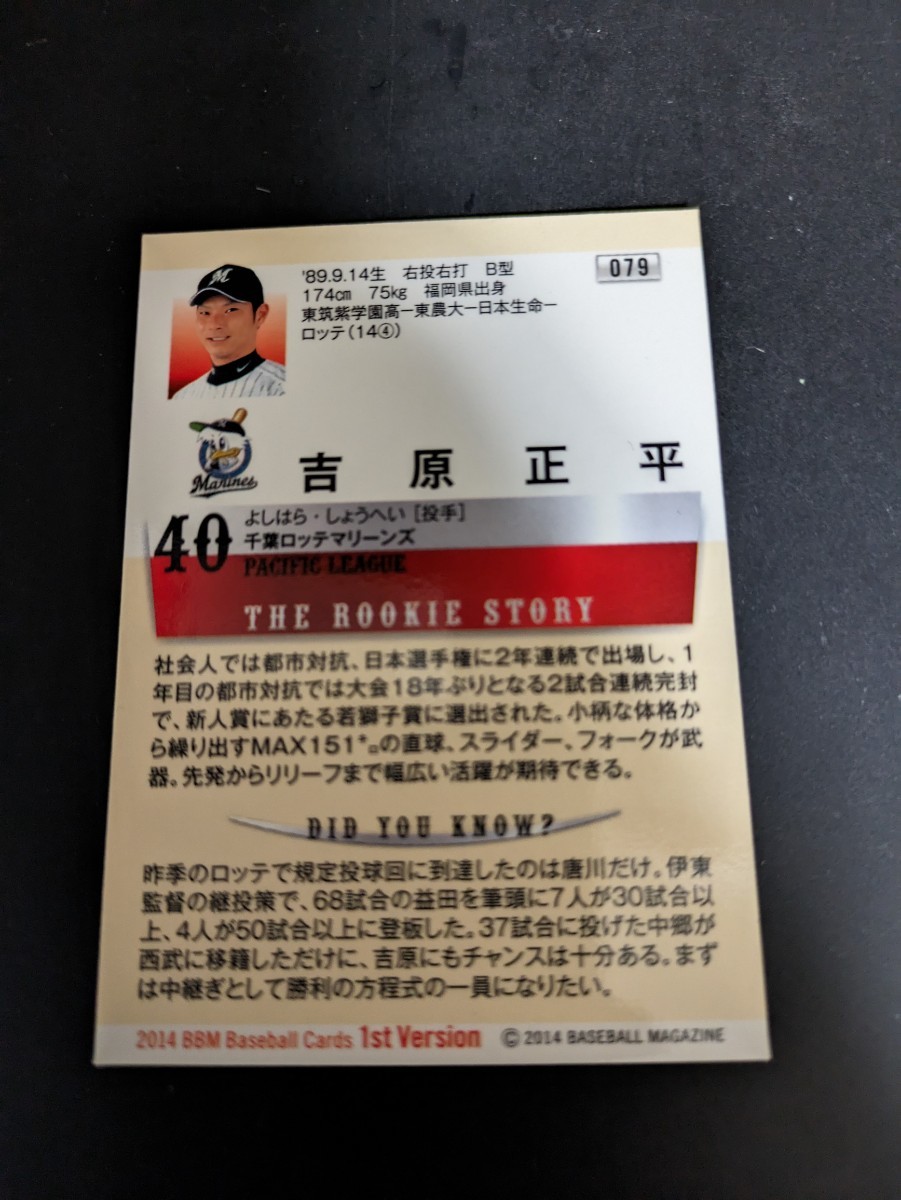 '89.9.14生 右投右打 B型
079
174cm 75kg 福岡県出身
東筑紫学園高ー東農大ー日本生命ー
ロッテ(14④)
M
Marines
吉原正平
40
よしはら・しょうへい [投手]
千葉ロッテマリーンズ
PACIFIC LEAGUE
THE ROOKIE STORY
社会人では都市対抗、日本選手権に2年連続で出場し、1
年目の都市対抗では大会18年ぶりとなる2試合連続完封
で、新人賞にあたる若獅子賞に選出された。小柄な体格か
ら繰り出すMAX151㌔の直球、スライダー、フォークが武
器。先発からリリーフまで幅広い活躍が期待できる。
DID YOU KNOW?
昨季のロッテで規定投球回に到達したのは唐川だけ。伊東
監督の継投策で、68試合の益田を筆頭に7人が30試合以
上、4人が50試合以上に登板した。37試合に投げた中郷が
西武に移籍しただけに、吉原にもチャンスは十分ある。まず
は中継ぎとして勝利の方程式の一員になりたい。
2014 BBM Baseball Cards 1st Version © 2014 BASEBALL MAGAZINE